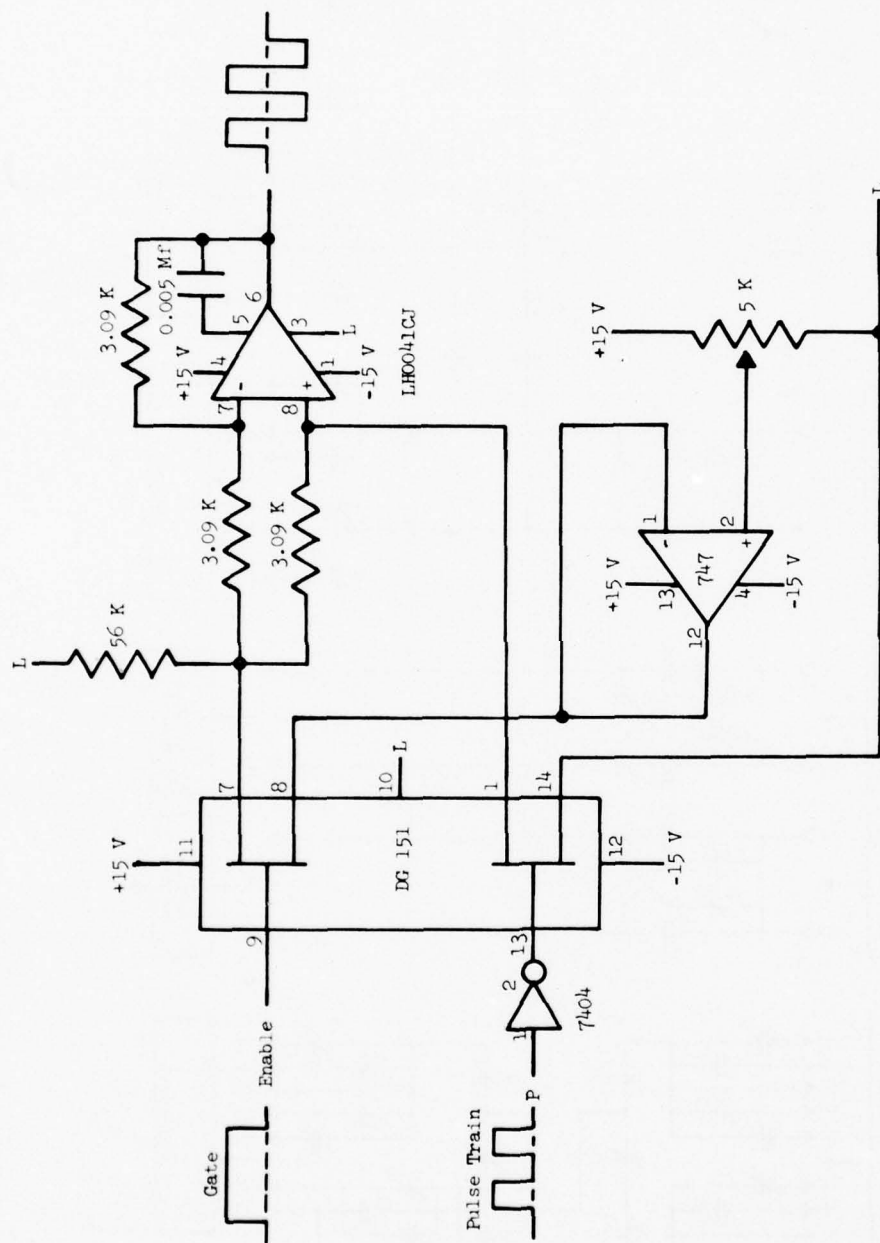 L
56 K
3.09 K
0.005 Mf
+15 V
4
5
7
-
6
8
+
3
1
L
-15 V
LH0041CJ
3.09 K
3.09 K
+15 V
11
Gate
Enable
9
7
8
10
L
DG 151
1
14
12
-15 V
Pulse Train
P
1
2
7404
13
+15 V
5 K
+15 V
13
1
-
747
2
+
12
4
-15 V
L